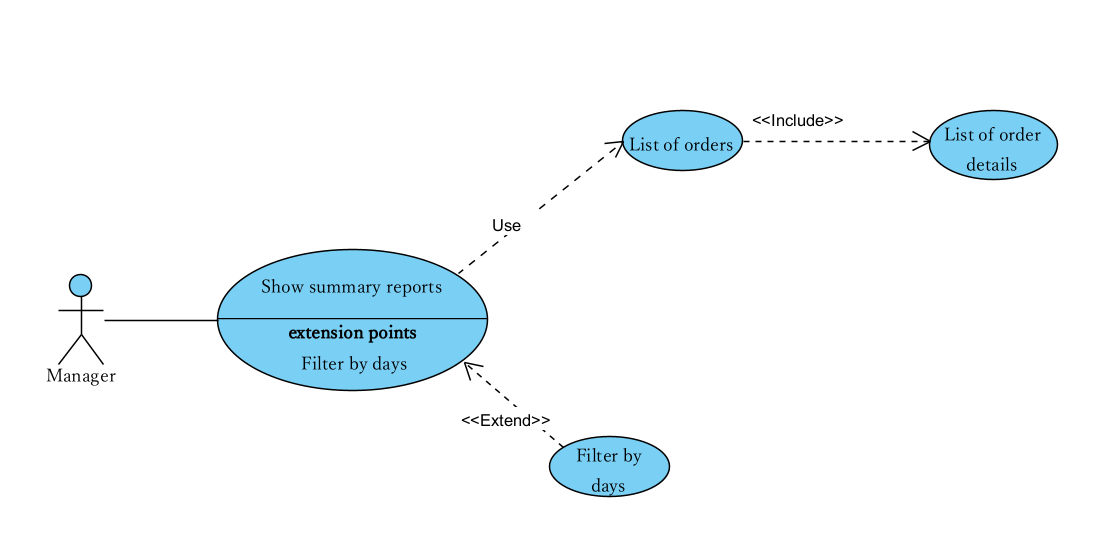 <<Include>>
List of orders
List of order
details
Use
Show summary reports
extension points
Filter by days
Manager
<<Extend>>
Filter by
days